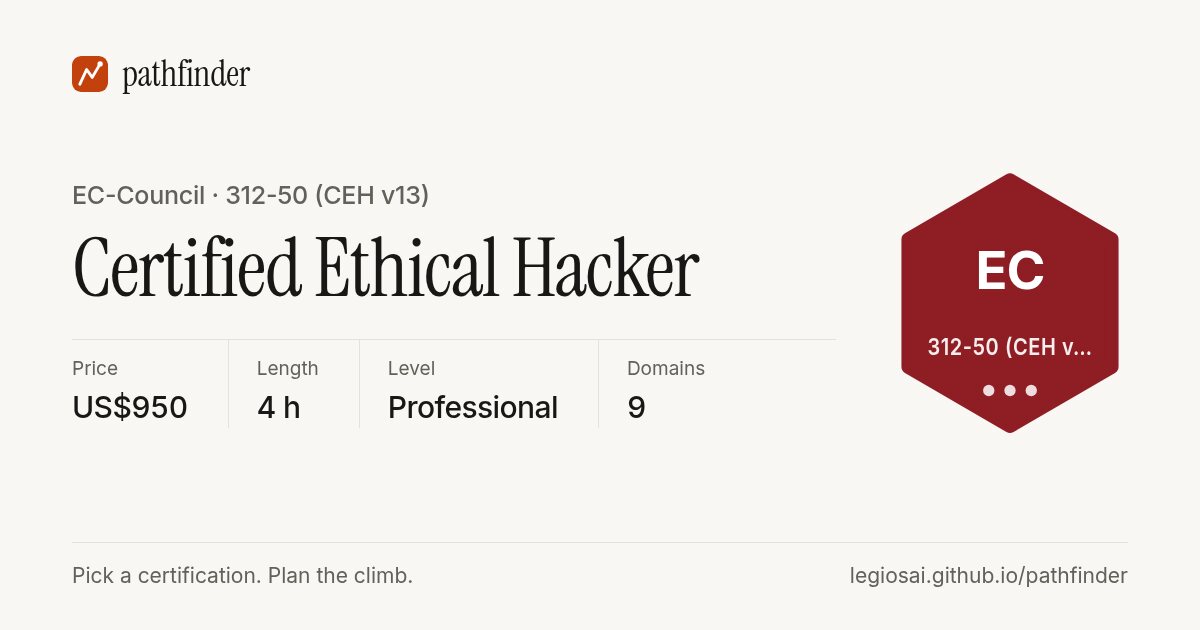 pathfinder
EC-Council · 312-50 (CEH v13)
Certified Ethical Hacker
Price
US$950
Length
4 h
Level
Professional
Domains
9
EC
312-50 (CEH v...
Pick a certification. Plan the climb.
legiosai.github.io/pathfinder